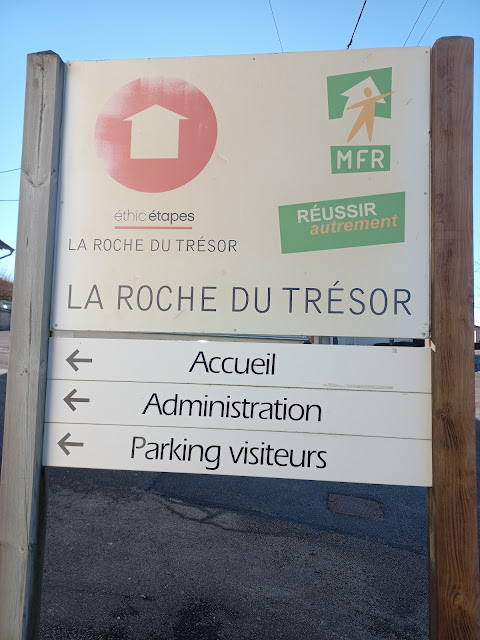 éthic étapes
LA ROCHE DU TRÉSOR
MFR
RÉUSSIR
autrement
LA ROCHE DU TRÉSOR
← Accueil
← Administration
← Parking visiteurs